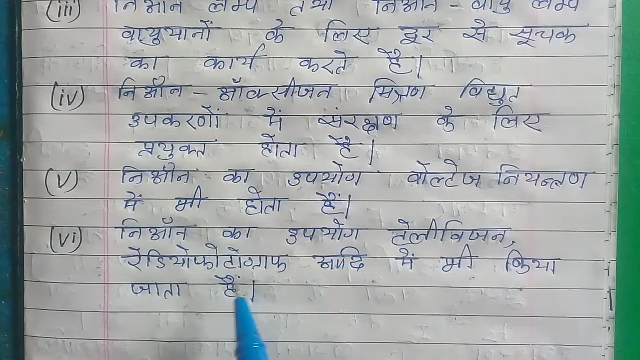 (iii) निऑन लैम्प तथा निऑन - वायु लैम्प
वायुयानों के लिए दूर से सूचक
का कार्य करते है।
(iv) निऑन - ऑक्सीजन मिश्रण विद्युत
उपकरणों में संरक्षण के लिए
प्रयुक्त होता है।
(v) निऑन का उपयोग वोल्टेज नियन्त्रण
में भी होता हैं।
(vi) निऑन का उपयोग टेलीविजन,
रेडियोफोटोग्राफ आदि में भी किया
जाता हैं।